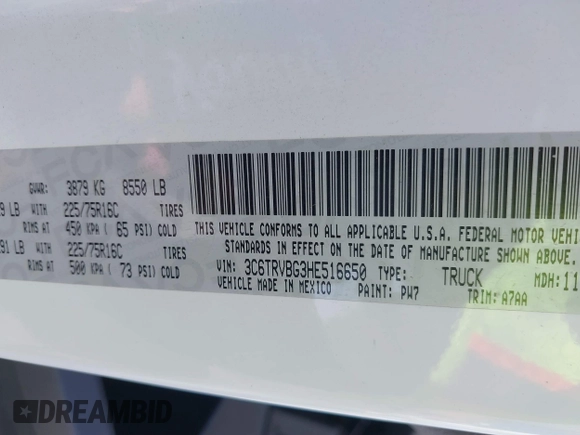 GVWR: 3879 KG 8550 LB
9 LB WITH 225/75R16C TIRES
RIMS AT 450 KPA ( 65 PSI) COLD
91 LB WITH 225/75R16C TIRES
RIMS AT 500 KPA ( 73 PSI) COLD
THIS VEHICLE CONFORMS TO ALL APPLICABLE U.S.A. FEDERAL MOTOR VEHIC
STANDARDS IN EFFECT ON THE DATE OF MANUFACTURE SHOWN ABOVE.
VIN: 3C6TRVBG3HE516650 TYPE: TRUCK MDH: 11
VEHICLE MADE IN MEXICO PAINT: PW7 TRIM: A7AA
DREAMBID